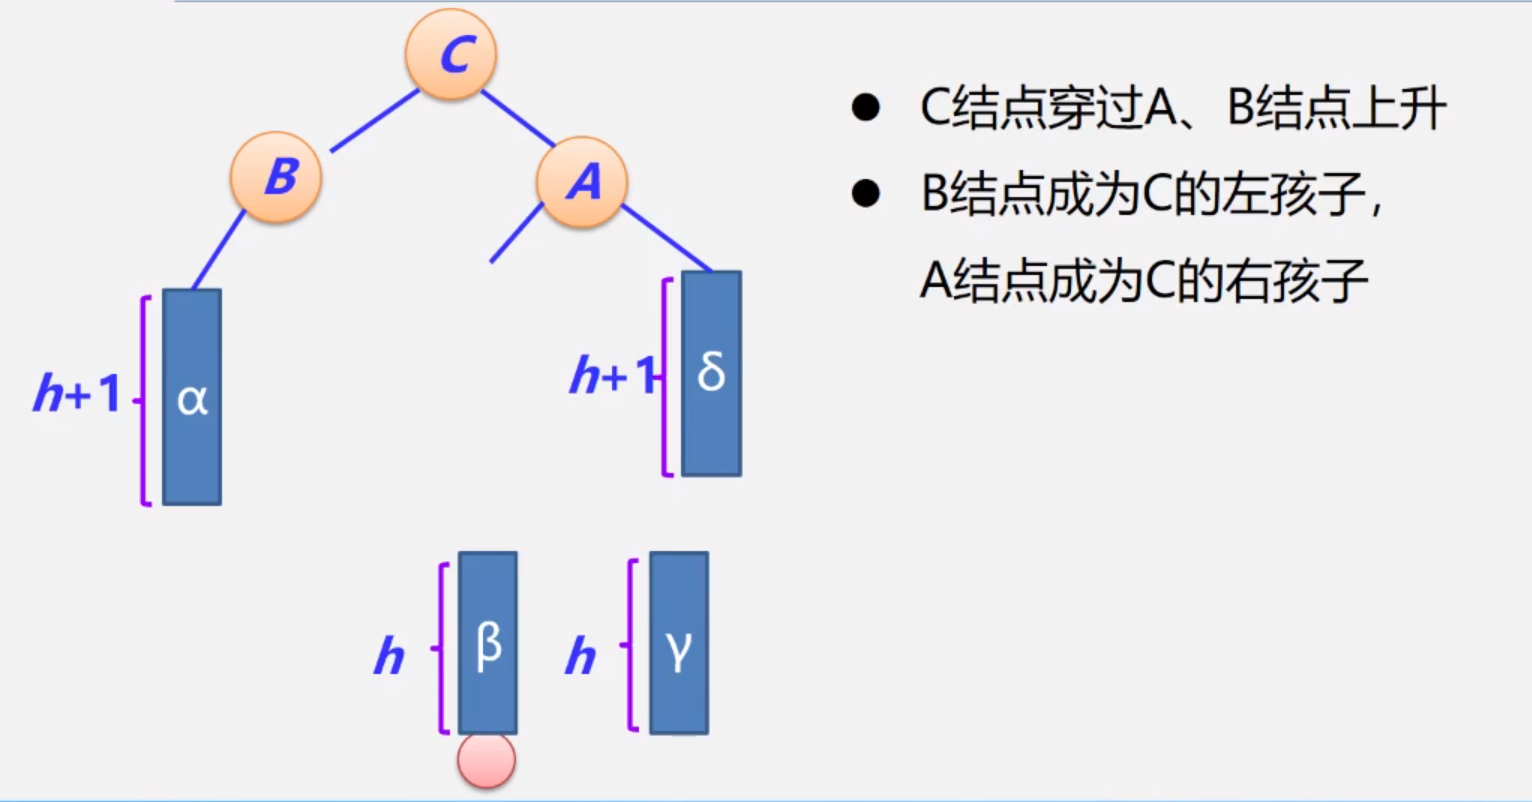 C
B
A
● C结点穿过A、B结点上升
● B结点成为C的左孩子，
A结点成为C的右孩子
h+1
α
h+1
δ
h
β
h
γ